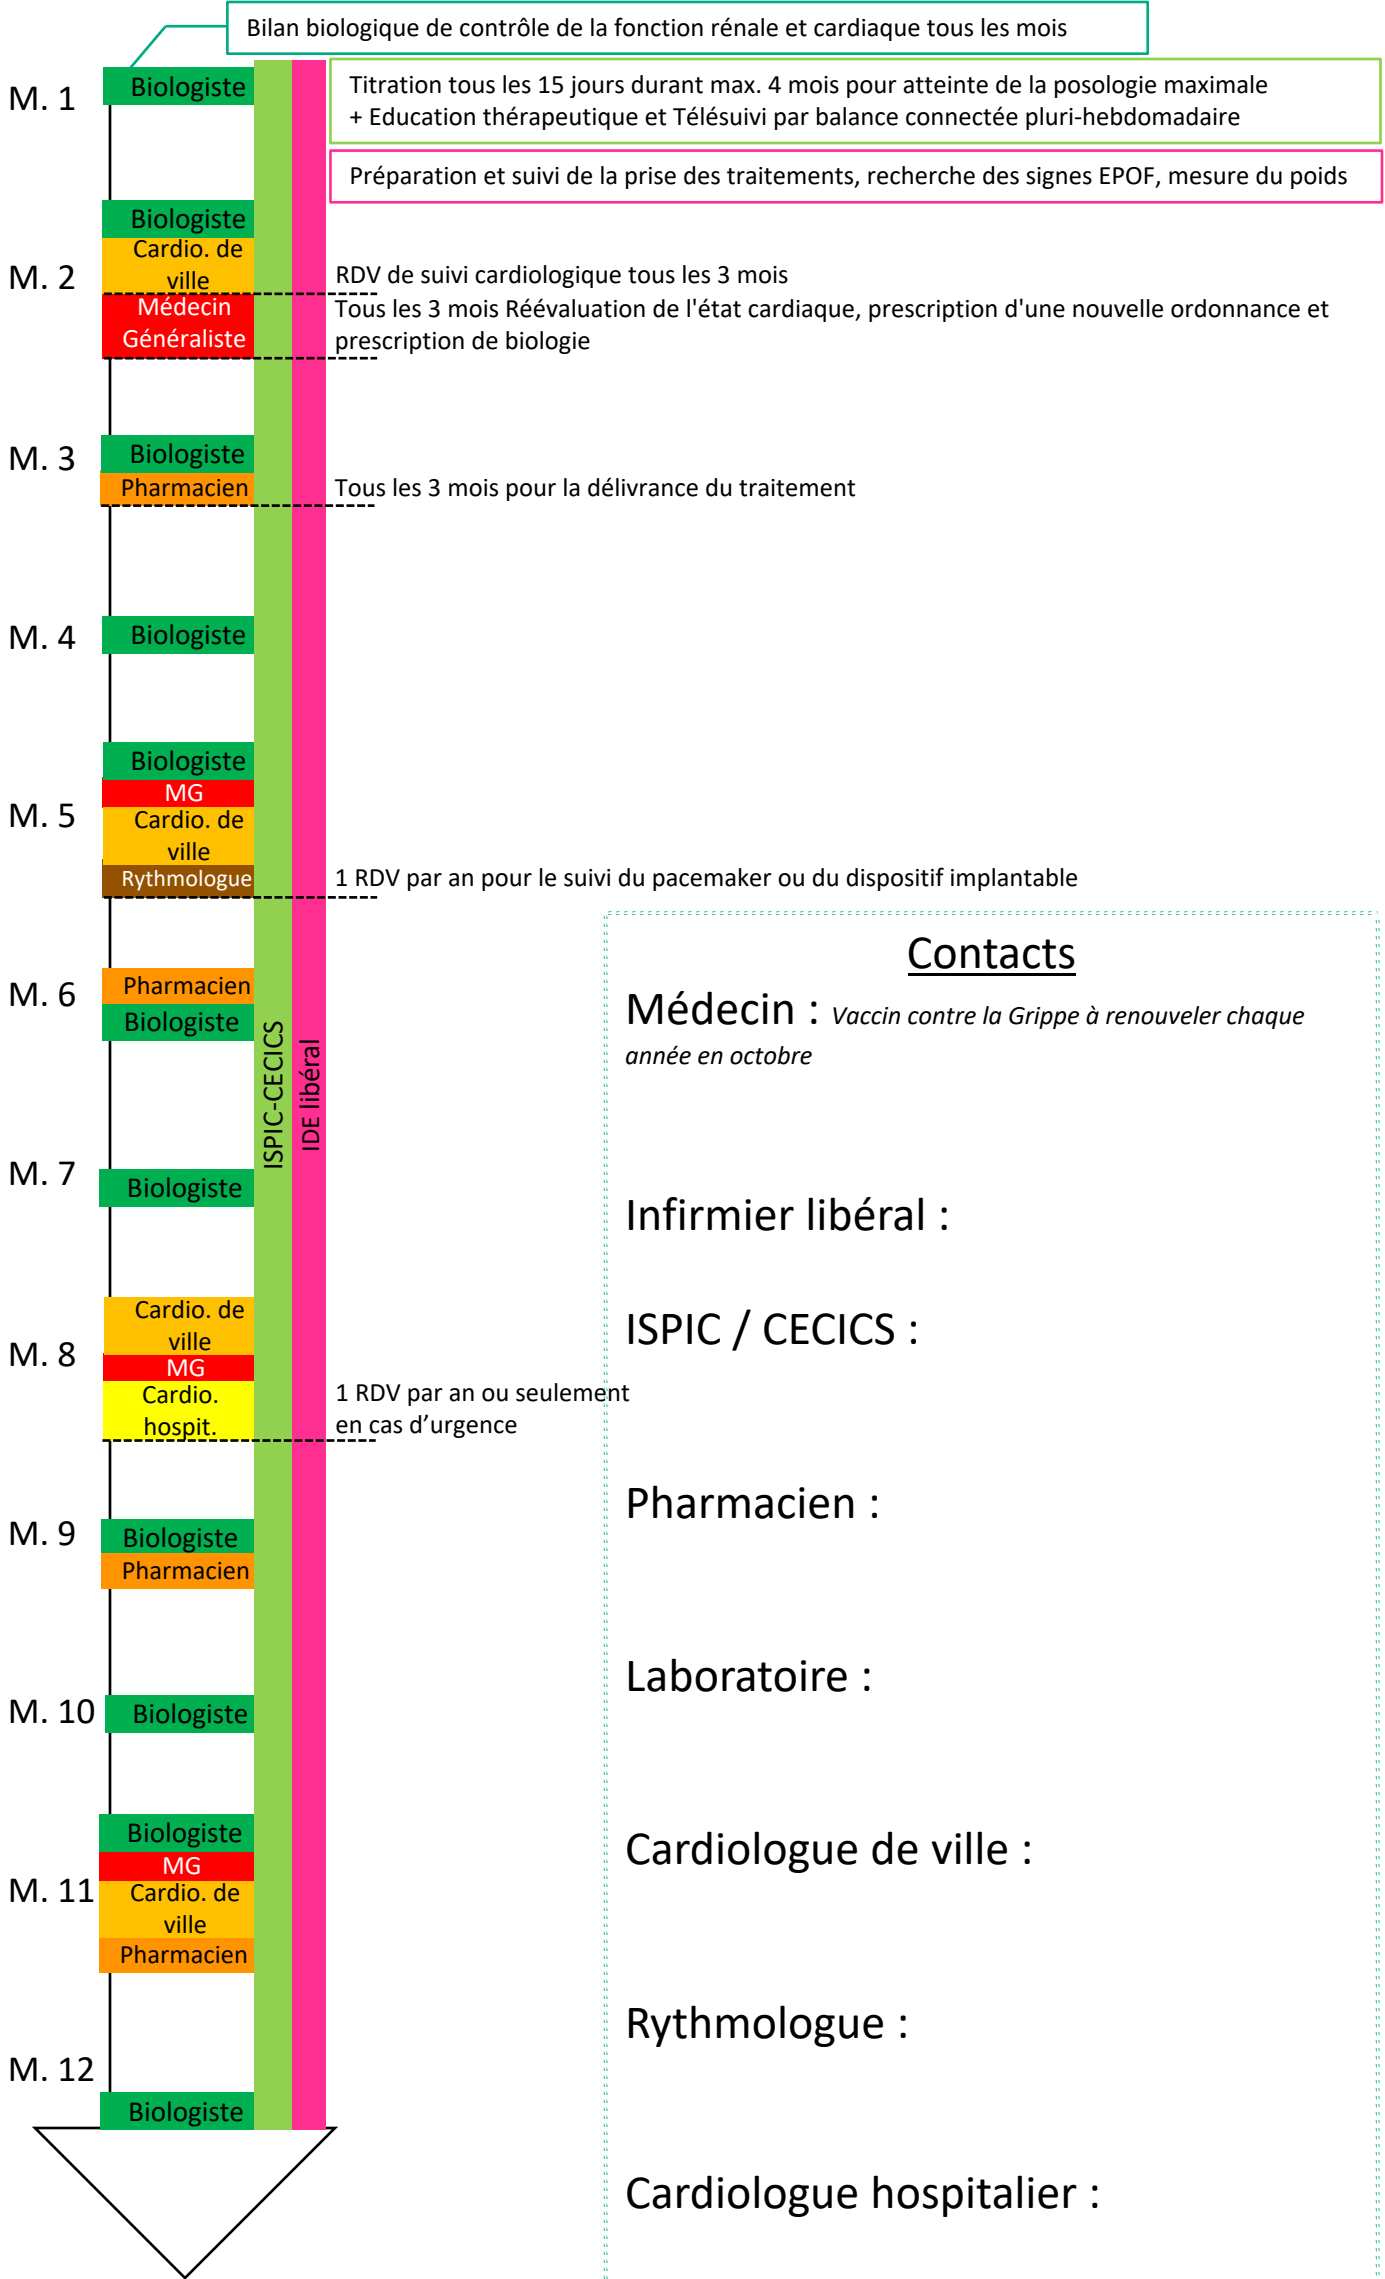 Bilan biologique de contrôle de la fonction rénale et cardiaque tous les mois
M. 1
Biologiste
Titration tous les 15 jours durant max. 4 mois pour atteinte de la posologie maximale
+ Education thérapeutique et Télésuivi par balance connectée pluri-hebdomadaire
Préparation et suivi de la prise des traitements, recherche des signes EPOF, mesure du poids
M. 2
Biologiste
Cardio. de
ville
RDV de suivi cardiologique tous les 3 mois
Médecin
Généraliste
Tous les 3 mois Réévaluation de l'état cardiaque, prescription d'une nouvelle ordonnance et
prescription de biologie
M. 3
Biologiste
Pharmacien
Tous les 3 mois pour la délivrance du traitement
M. 4
Biologiste
M. 5
Biologiste
MG
Cardio. de
ville
Rythmologue
1 RDV par an pour le suivi du pacemaker ou du dispositif implantable
M. 6
Pharmacien
Biologiste
ISPIC-CECICS
IDE libéral
M. 7
Biologiste
M. 8
Cardio. de
ville
MG
Cardio.
hospit.
1 RDV par an ou seulement
en cas d’urgence
M. 9
Biologiste
Pharmacien
M. 10
Biologiste
M. 11
Biologiste
MG
Cardio. de
ville
Pharmacien
M. 12
Biologiste
Contacts
Médecin : Vaccin contre la Grippe à renouveler chaque
année en octobre
Infirmier libéral :
ISPIC / CECICS :
Pharmacien :
Laboratoire :
Cardiologue de ville :
Rythmologue :
Cardiologue hospitalier :